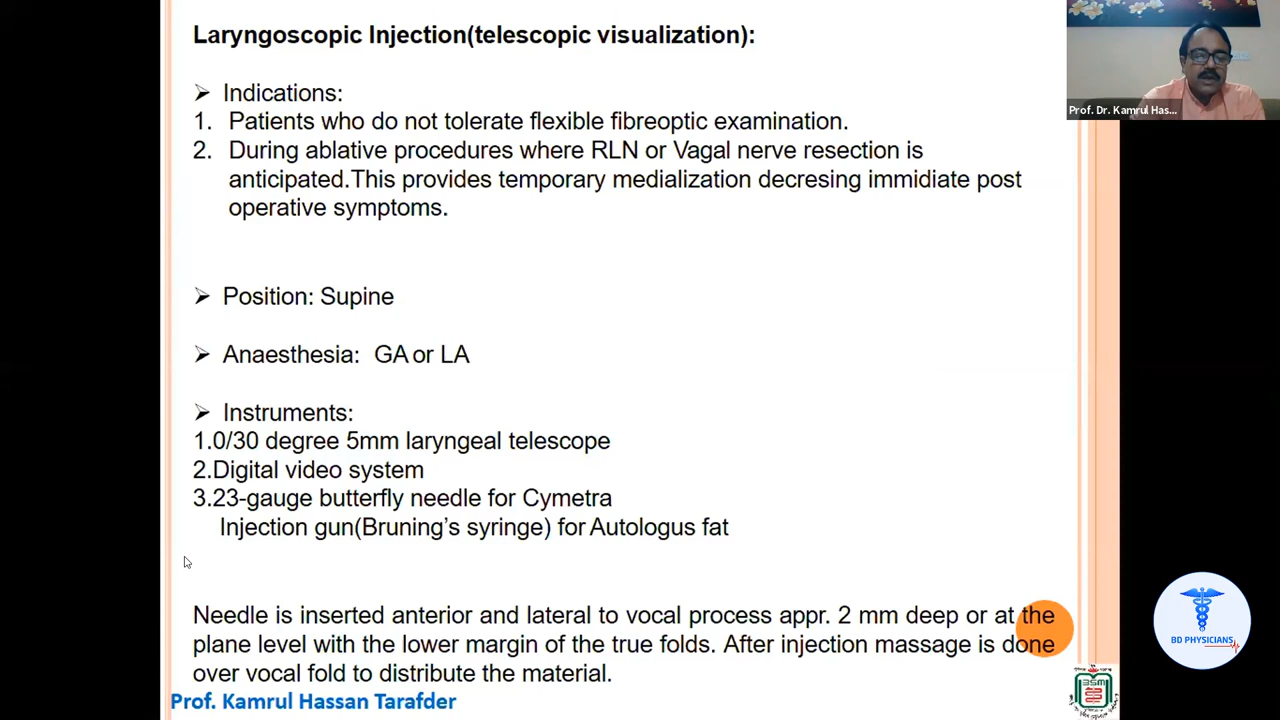 Laryngoscopic Injection(telescopic visualization):
Prof. Dr. Kamrul Has...
➢ Indications:
1. Patients who do not tolerate flexible fibreoptic examination.
2. During ablative procedures where RLN or Vagal nerve resection is
anticipated.This provides temporary medialization decresing immidiate post
operative symptoms.
➢ Position: Supine
➢ Anaesthesia: GA or LA
➢ Instruments:
1.0/30 degree 5mm laryngeal telescope
2.Digital video system
3.23-gauge butterfly needle for Cymetra
Injection gun(Bruning’s syringe) for Autologus fat
Needle is inserted anterior and lateral to vocal process appr. 2 mm deep or at the
plane level with the lower margin of the true folds. After injection massage is done
over vocal fold to distribute the material.
BD PHYSICIANS
Prof. Kamrul Hassan Tarafder